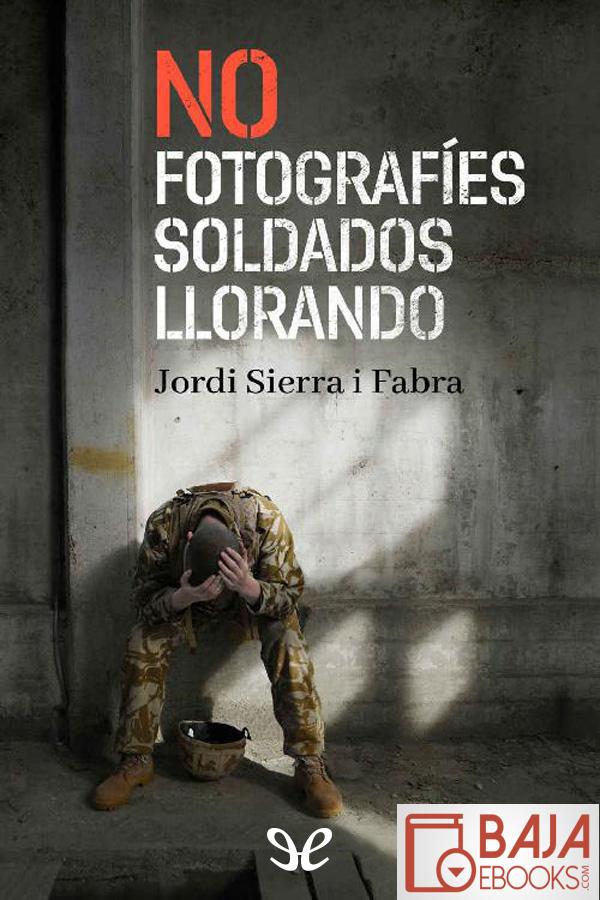 NO
FOTOGRAFÍES
SOLDADOS
LLORANDO
Jordi Sierra i Fabra
BAJA
EBOOKS.COM